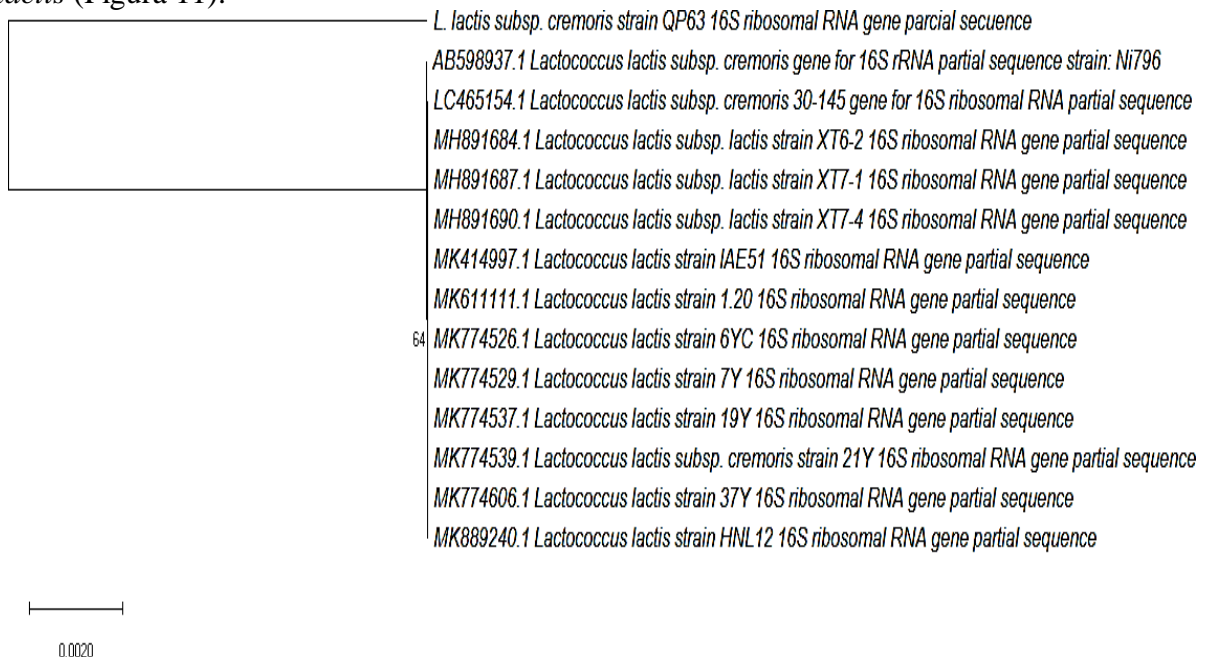 (Figura 11).
L. lactis subsp. cremoris strain QP63 16S ribosomal RNA gene parcial secuence
AB598937.1 Lactococcus lactis subsp. cremoris gene for 16S rRNA partial sequence strain: Ni796
LC465154.1 Lactococcus lactis subsp. cremoris 30-145 gene for 16S ribosomal RNA partial sequence
MH891684.1 Lactococcus lactis subsp. lactis strain XT6-2 16S ribosomal RNA gene partial sequence
MH891687.1 Lactococcus lactis subsp. lactis strain XT7-1 16S ribosomal RNA gene partial sequence
MH891690.1 Lactococcus lactis subsp. lactis strain XT7-4 16S ribosomal RNA gene partial sequence
MK414997.1 Lactococcus lactis strain IAE51 16S ribosomal RNA gene partial sequence
MK611111.1 Lactococcus lactis strain 1.20 16S ribosomal RNA gene partial sequence
64 MK774526.1 Lactococcus lactis strain 6YC 16S ribosomal RNA gene partial sequence
MK774529.1 Lactococcus lactis strain 7Y 16S ribosomal RNA gene partial sequence
MK774537.1 Lactococcus lactis strain 19Y 16S ribosomal RNA gene partial sequence
MK774539.1 Lactococcus lactis subsp. cremoris strain 21Y 16S ribosomal RNA gene partial sequence
MK774606.1 Lactococcus lactis strain 37Y 16S ribosomal RNA gene partial sequence
MK889240.1 Lactococcus lactis strain HNL12 16S ribosomal RNA gene partial sequence
0.0020